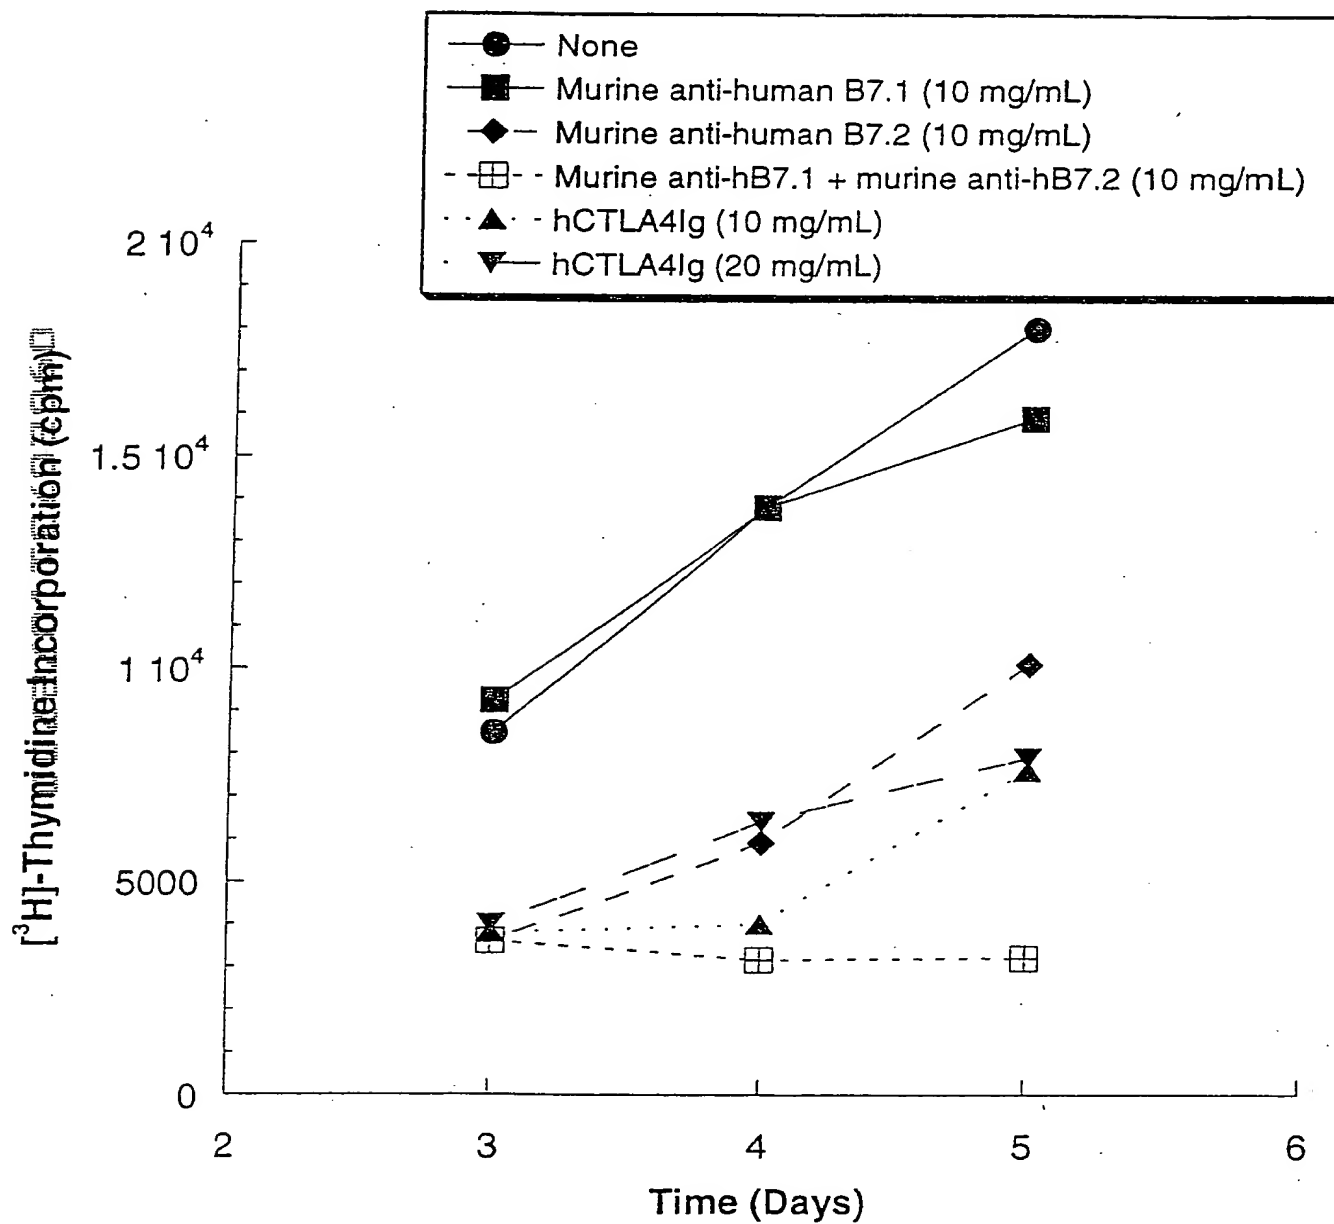 None
Murine anti-human B7.1 (10 mg/mL)
Murine anti-human B7.2 (10 mg/mL)
Murine anti-hB7.1 + murine anti-hB7.2 (10 mg/mL)
hCTLA4Ig (10 mg/mL)
hCTLA4Ig (20 mg/mL)
[³H]-Thymidine Incorporation (cpm)
2 10⁴
1.5 10⁴
1 10⁴
5000
0
2 3 4 5 6
Time (Days)